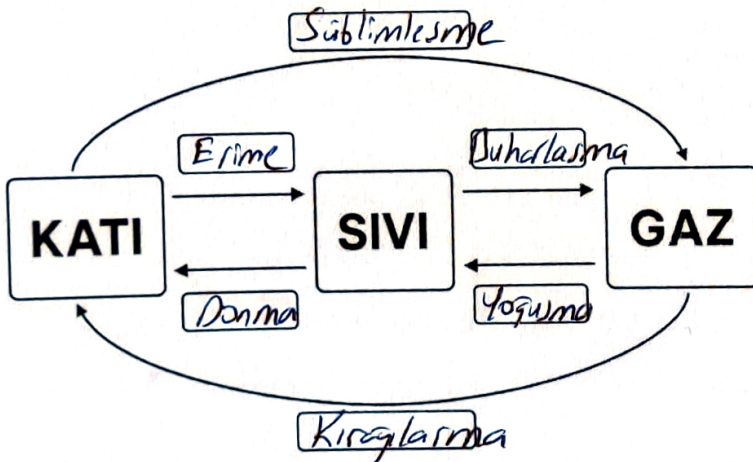 Süblimleşme
Erime
Buharlaşma
KATI
SIVI
GAZ
Donma
Yoğuşma
Kırağılaşma